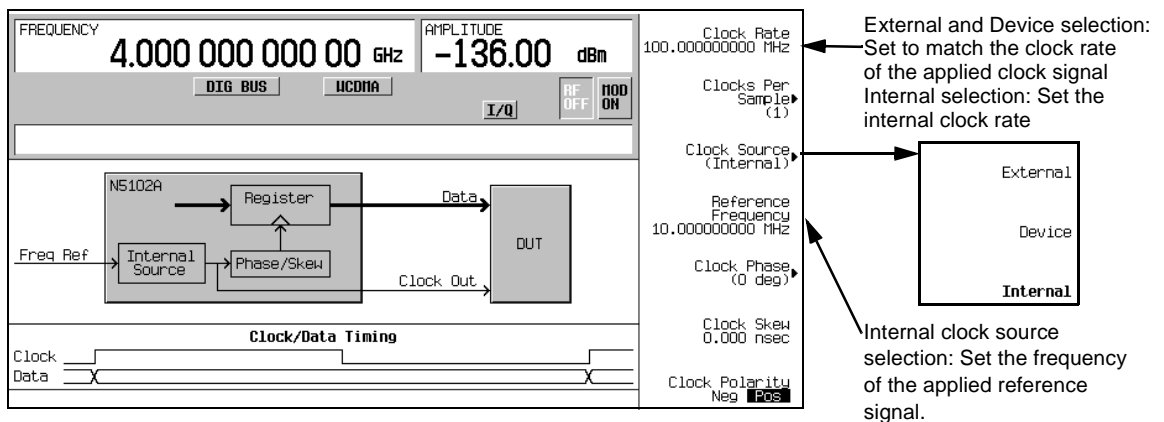 FREQUENCY
4.000 000 000 00 GHz
AMPLITUDE
-136.00 dBm
DIG BUS
WCDMA
I/Q
RF OFF
MOD ON
N5102A
Register
Data
DUT
Freq Ref
Internal Source
Phase/Skew
Clock Out
Clock/Data Timing
Clock
Data
Clock Rate
100.000000000 MHz
Clocks Per
Sample
(1)
Clock Source
(Internal)
Reference
Frequency
10.000000000 MHz
Clock Phase
(0 deg)
Clock Skew
0.000 nsec
Clock Polarity
Neg Pos
External and Device selection:
Set to match the clock rate
of the applied clock signal
Internal selection: Set the
internal clock rate
External
Device
Internal
Internal clock source
selection: Set the frequency
of the applied reference
signal.